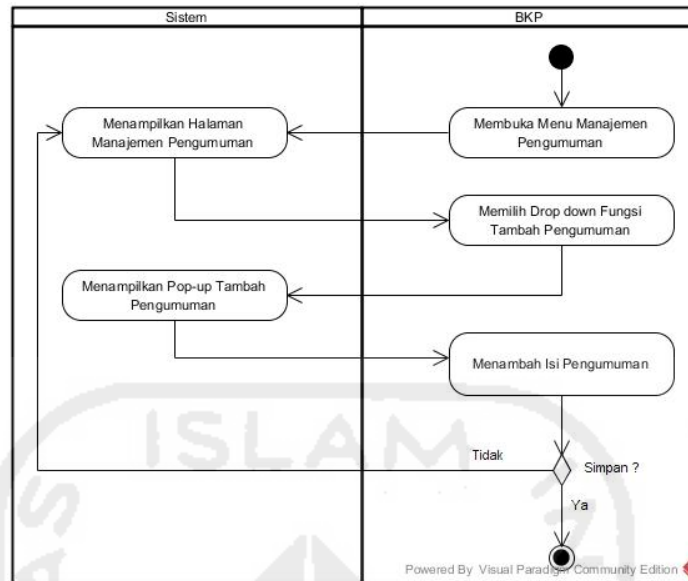 Sistem
BKP
Membuka Menu Manajemen
Pengumuman
Menampilkan Halaman
Manajemen Pengumuman
Memilih Drop down Fungsi
Tambah Pengumuman
Menampilkan Pop-up Tambah
Pengumuman
Menambah Isi Pengumuman
Simpan ?
Tidak
Ya
ISLAM
Powered By Visual Paradigm Community Edition